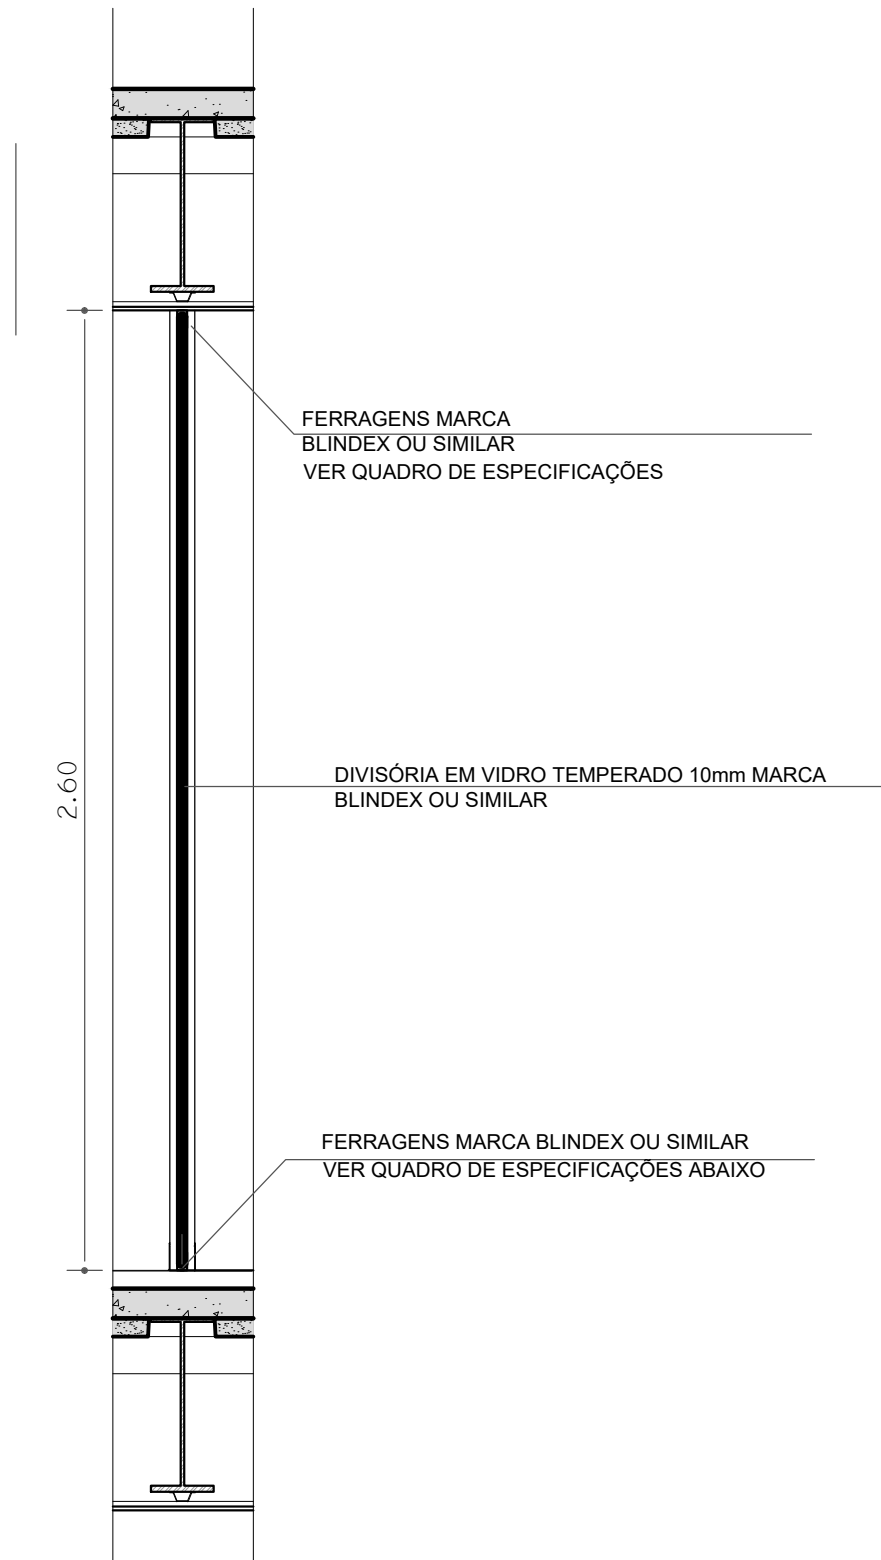 FERRAGENS MARCA
BLINDEX OU SIMILAR
VER QUADRO DE ESPECIFICAÇÕES
2.60
DIVISÓRIA EM VIDRO TEMPERADO 10mm MARCA
BLINDEX OU SIMILAR
FERRAGENS MARCA BLINDEX OU SIMILAR
VER QUADRO DE ESPECIFICAÇÕES ABAIXO